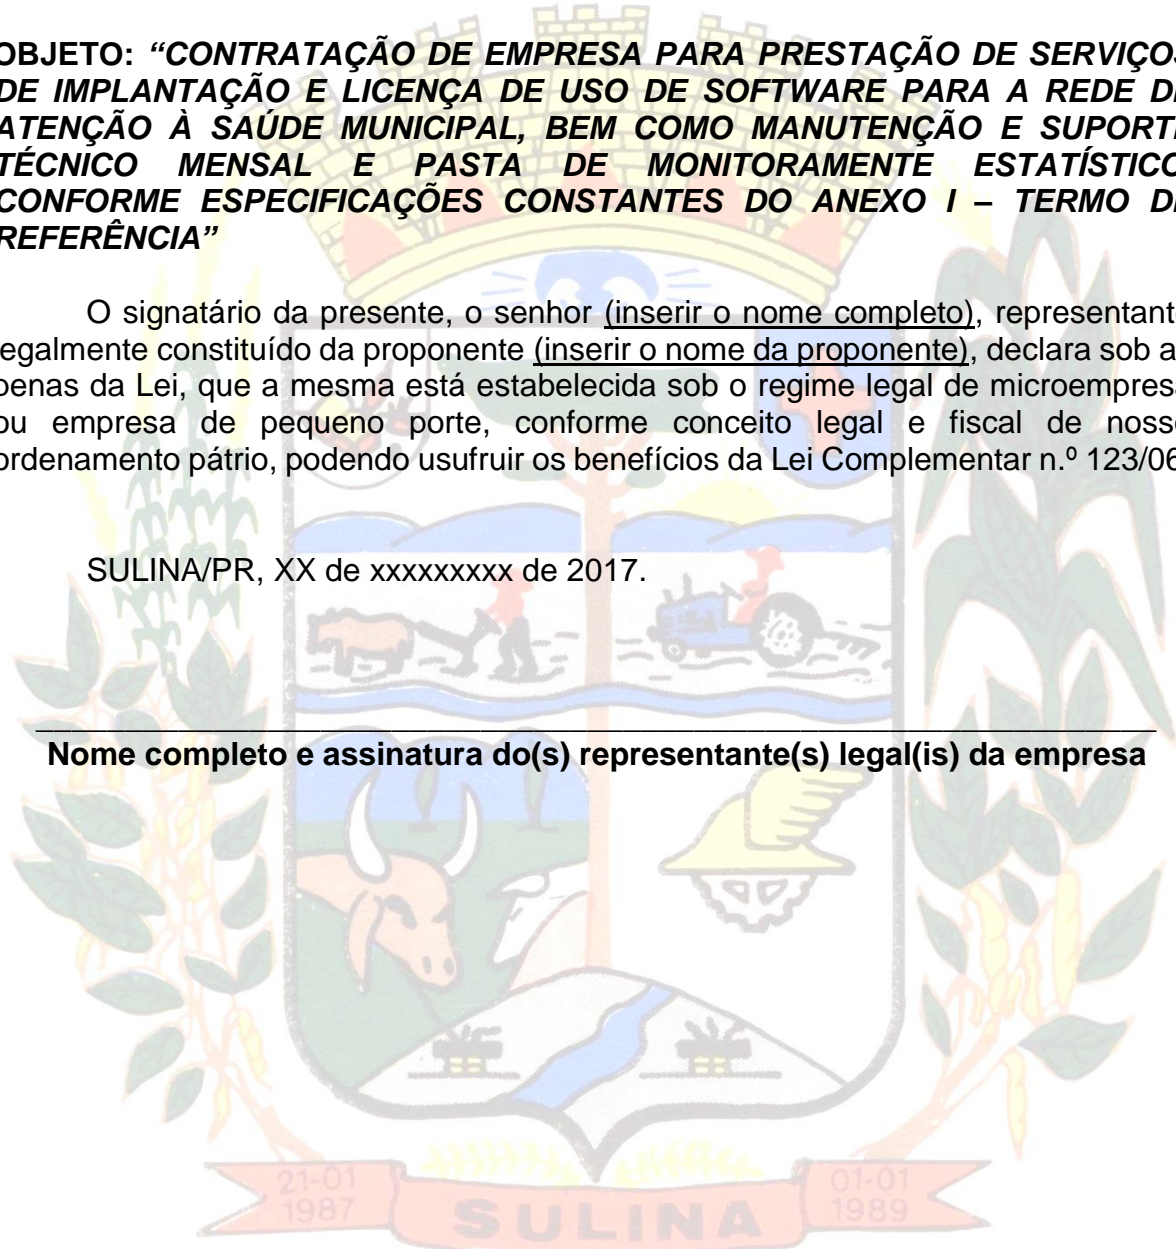 OBJETO: “CONTRATAÇÃO DE EMPRESA PARA PRESTAÇÃO DE SERVIÇOS
DE IMPLANTAÇÃO E LICENÇA DE USO DE SOFTWARE PARA A REDE D
ATENÇÃO À SAÚDE MUNICIPAL, BEM COMO MANUTENÇÃO E SUPORT
TÉCNICO MENSAL E PASTA DE MONITORAMENTE ESTATÍSTICO
CONFORME ESPECIFICAÇÕES CONSTANTES DO ANEXO I – TERMO D
REFERÊNCIA”
O signatário da presente, o senhor (inserir o nome completo), representant
legalmente constituído da proponente (inserir o nome da proponente), declara sob a
penas da Lei, que a mesma está estabelecida sob o regime legal de microempresa
ou empresa de pequeno porte, conforme conceito legal e fiscal de nosso
ordenamento pátrio, podendo usufruir os benefícios da Lei Complementar n.º 123/06
SULINA/PR, XX de xxxxxxxxx de 2017.
Nome completo e assinatura do(s) representante(s) legal(is) da empresa
21-01
1987
SULINA
01-01
1989